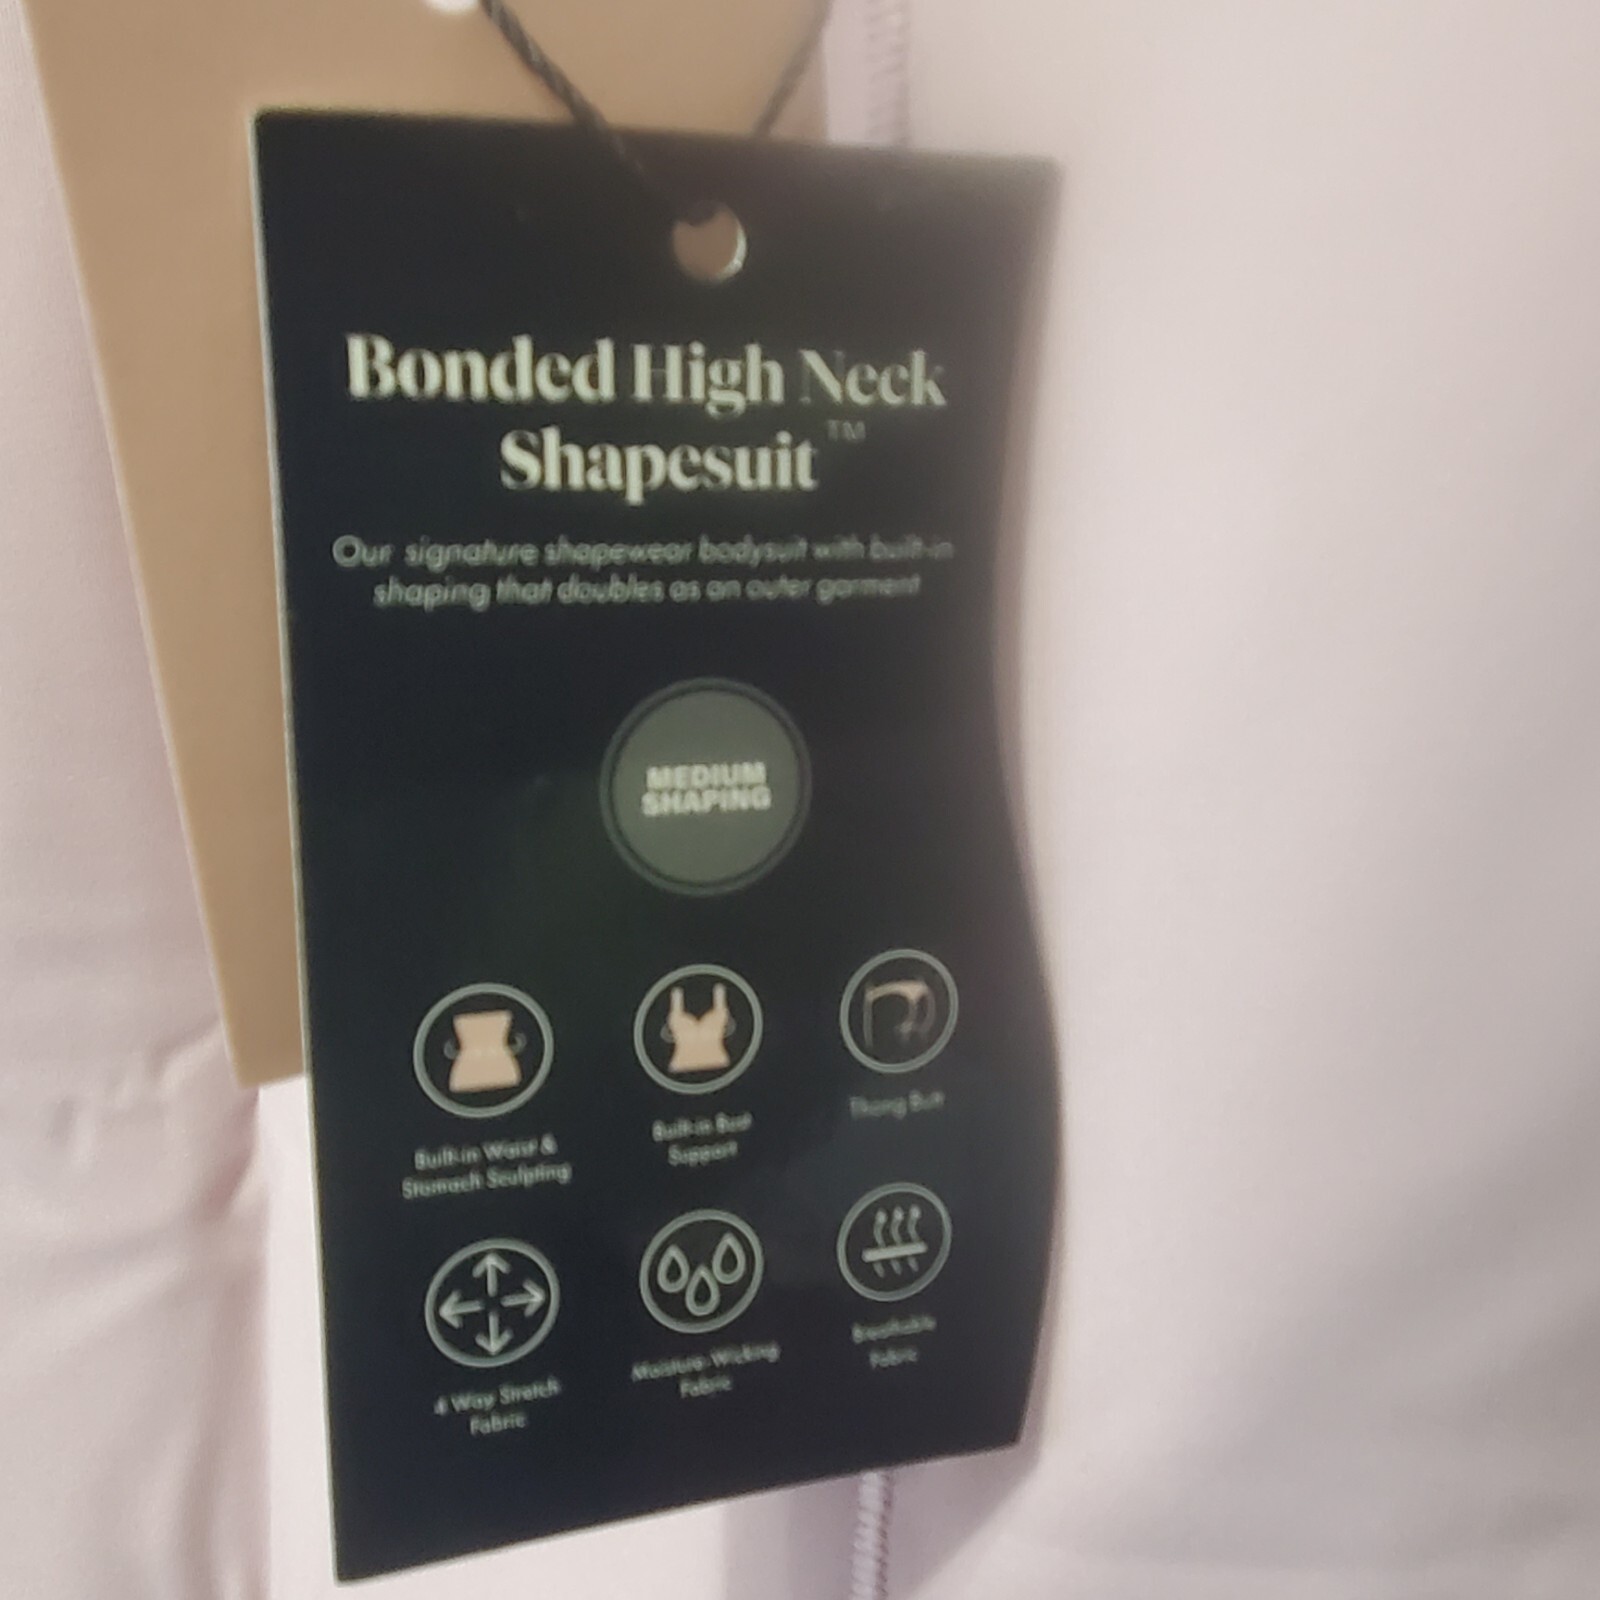 Bonded High Neck
Shapesuit™
Our signature shapewear bodysuit with built-in
shaping that doubles as an outer garment
MEDIUM
SHAPING
Built-in Waist &
Stomach Sculpting
Built-in Bust
Support
Thong Butt
4 Way Stretch
Fabric
Moisture-Wicking
Fabric
Breathable
Fabric